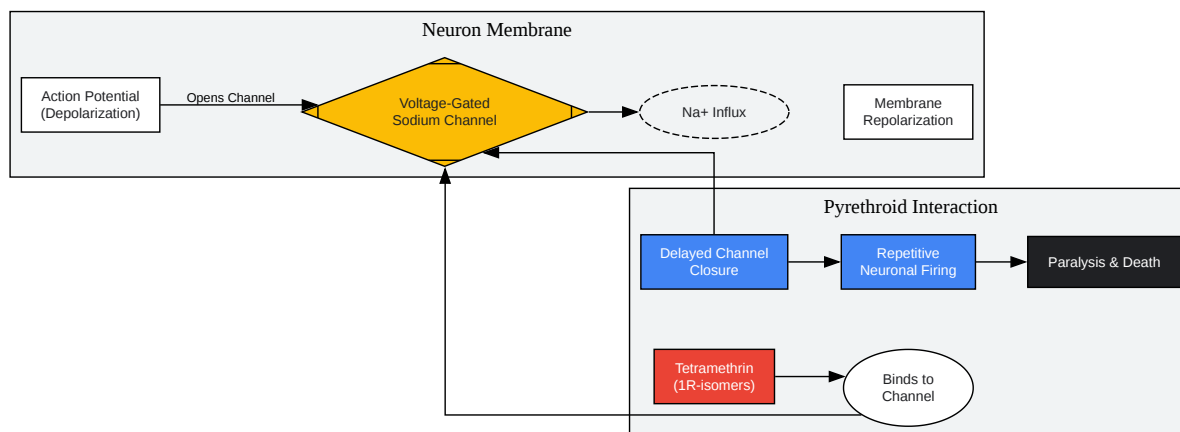 Neuron Membrane
Action Potential
(Depolarization)
Opens Channel
Voltage-Gated
Sodium Channel
Na+ Influx
Membrane
Repolarization
Pyrethroid Interaction
Delayed Channel
Closure
Repetitive
Neuronal Firing
Paralysis & Death
Tetramethrin
(1R-isomers)
Binds to
Channel